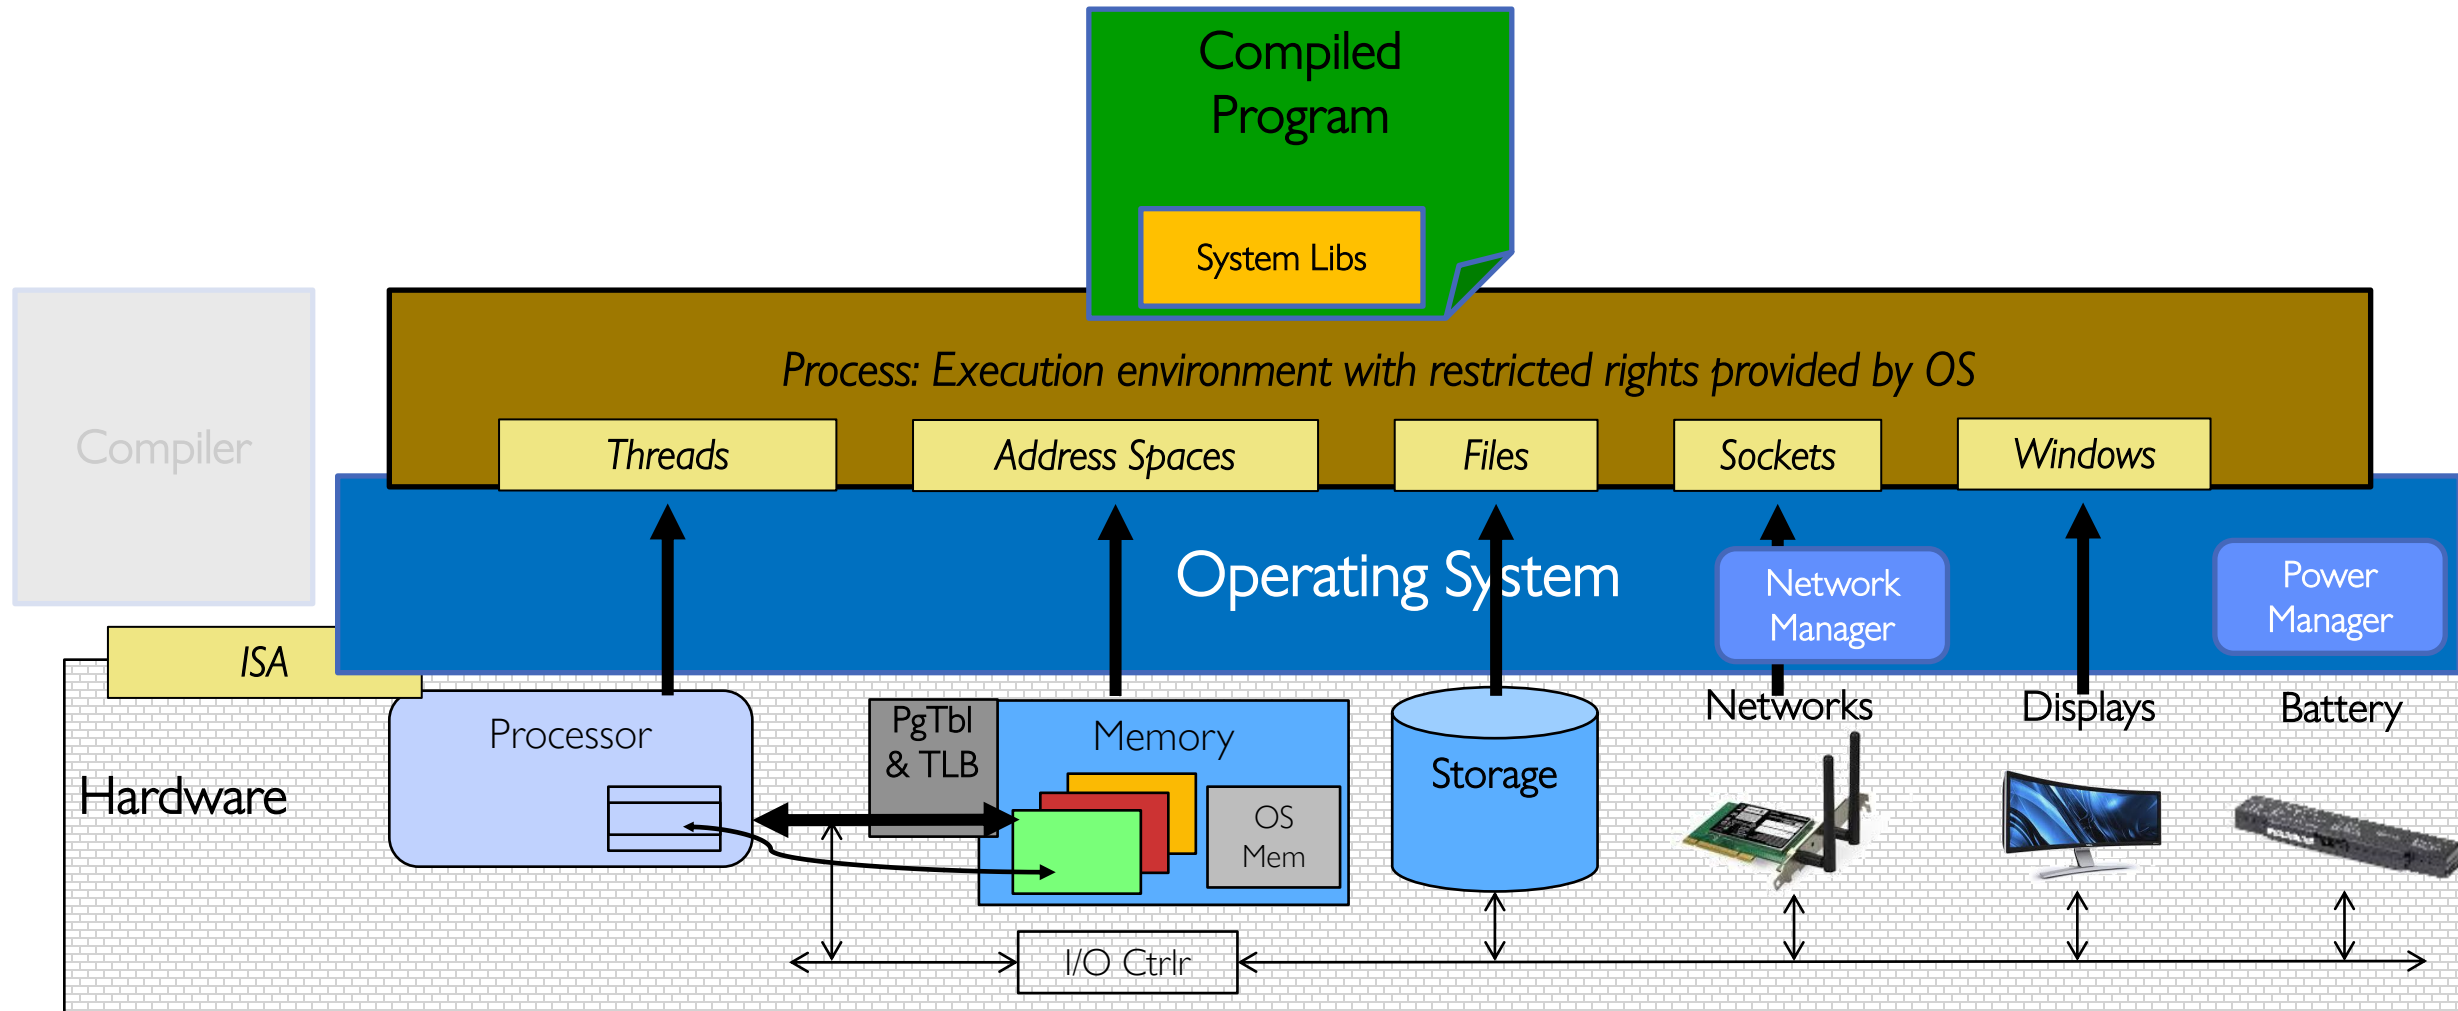 Compiled
Program
System Libs
Compiler
Process: Execution environment with restricted rights provided by OS
Threads
Address Spaces
Files
Sockets
Windows
Operating System
Network
Manager
Power
Manager
ISA
Hardware
Processor
PgTbl
& TLB
Memory
OS
Mem
Storage
Networks
Displays
Battery
I/O Ctrlr